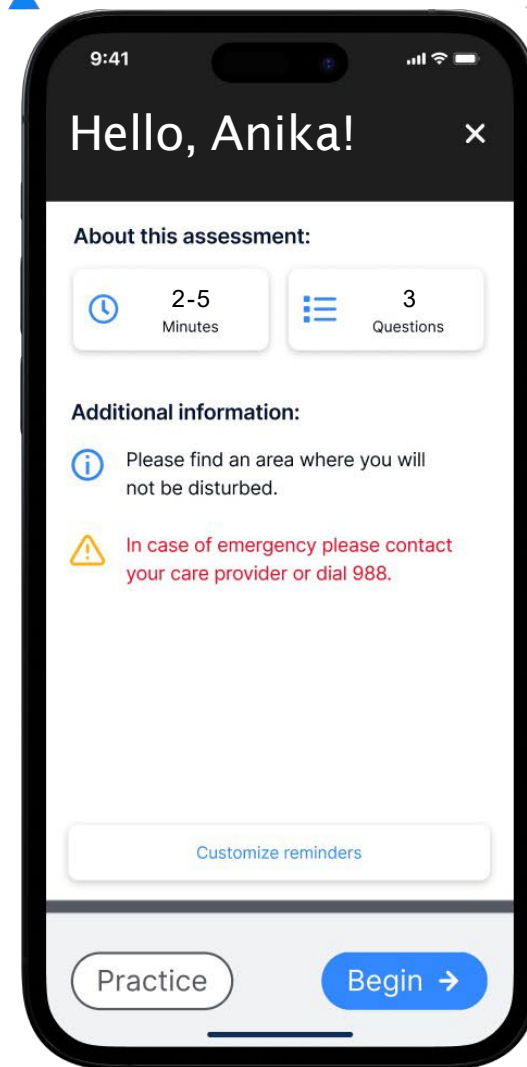 9:41
Hello, Anika!
About this assessment:
2-5
Minutes
3
Questions
Additional information:
Please find an area where you will
not be disturbed.
In case of emergency please contact
your care provider or dial 988.
Customize reminders
Practice
Begin →